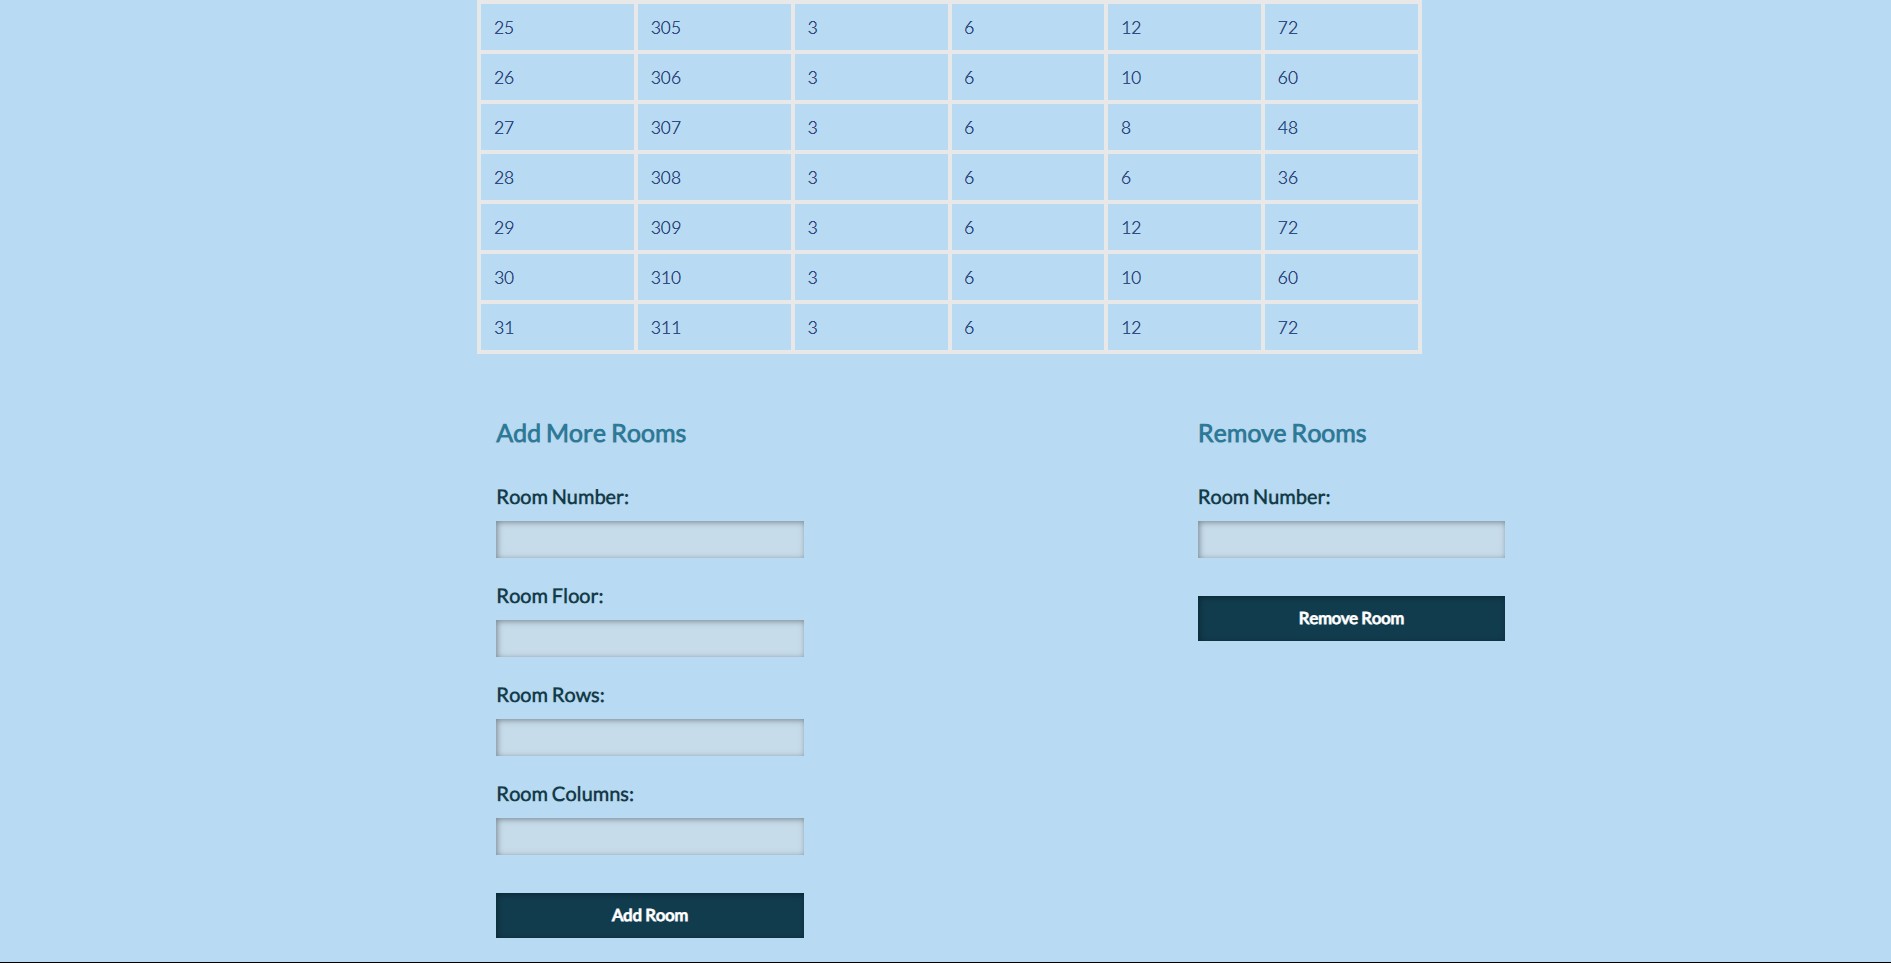 25 305 3 6 12 72
26 306 3 6 10 60
27 307 3 6 8 48
28 308 3 6 6 36
29 309 3 6 12 72
30 310 3 6 10 60
31 311 3 6 12 72
Add More Rooms
Room Number:
Room Floor:
Room Rows:
Room Columns:
Add Room
Remove Rooms
Room Number:
Remove Room